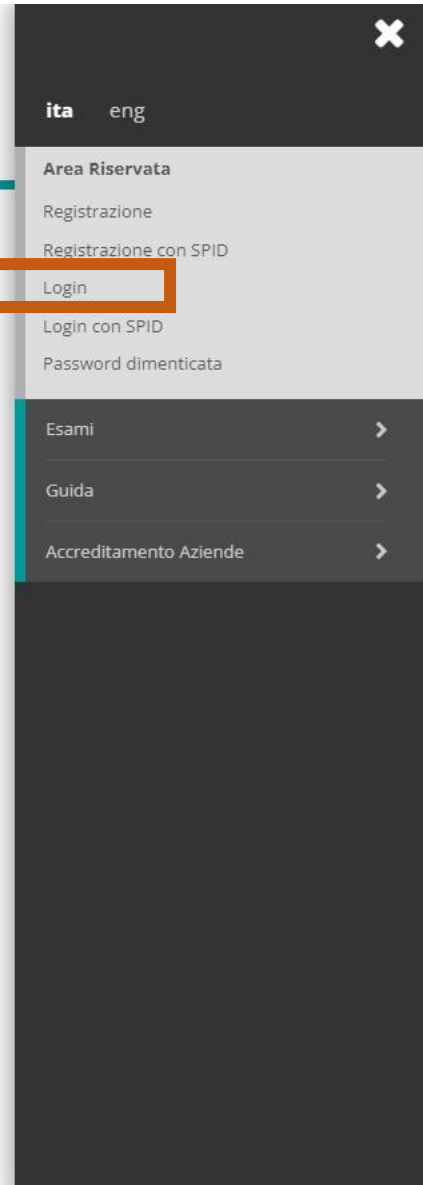 ita eng
Area Riservata
Registrazione
Registrazione con SPID
Login
Login con SPID
Password dimenticata
Esami
Guida
Accreditamento Aziende